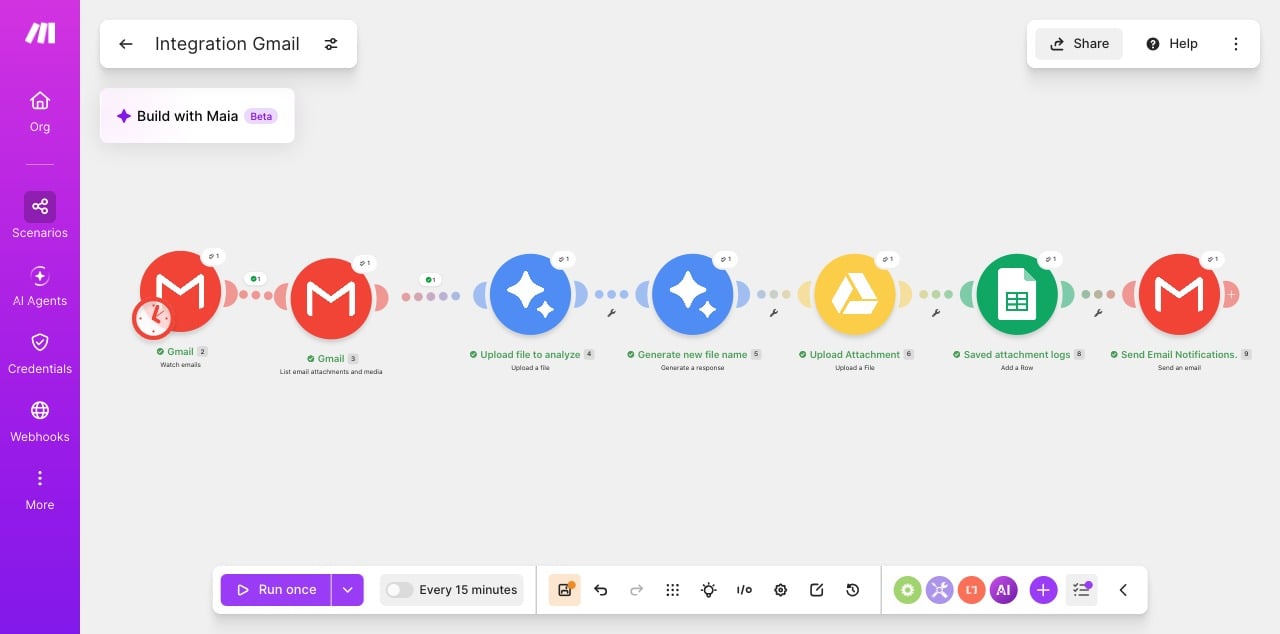 Integration Gmail
Share
Help
Build with Maia Beta
Org
Scenarios
AI Agents
Credentials
Webhooks
More
1
1
1
1
1
1
1
1
1
Gmail 2
Watch emails
Gmail 3
List email attachments and media
Upload file to analyze 4
Upload a file
Generate new file name 5
Generate a response
Upload Attachment 6
Upload a File
Saved attachment logs 8
Add a Row
Send Email Notifications. 9
Send an email
Run once
Every 15 minutes
I/O
AI